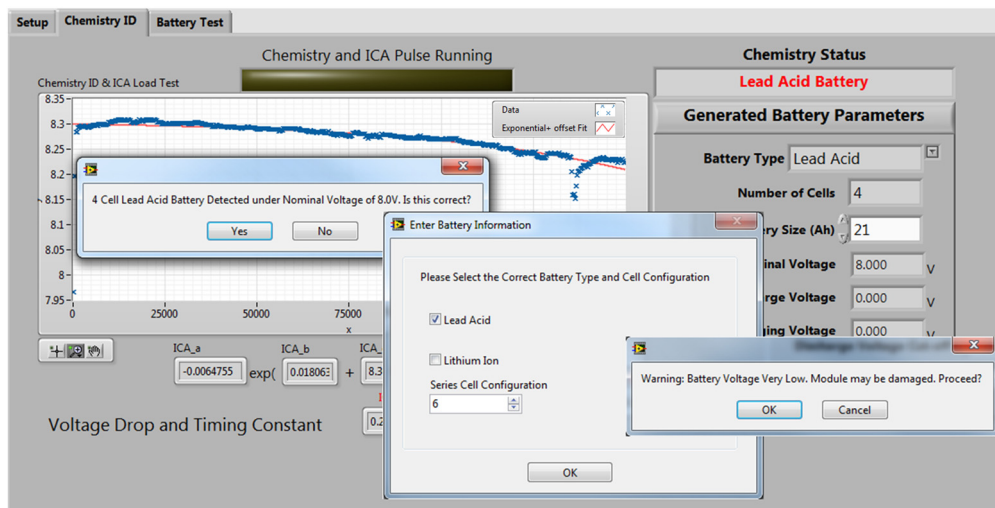 Setup
Chemistry ID
Battery Test
Chemistry and ICA Pulse Running
Chemistry Status
Lead Acid Battery
Chemistry ID & ICA Load Test
Data
Exponential+ offset Fit
8.35
8.3
8.25
8.2
8.15
8.1
8.05
8
7.95
0
25000
50000
75000
x
Generated Battery Parameters
Battery Type
Lead Acid
Number of Cells
4
Size (Ah)
21
Voltage
8.000
V
Voltage
0.000
V
Voltage
0.000
V
4 Cell Lead Acid Battery Detected under Nominal Voltage of 8.0V. Is this correct?
Yes
No
Enter Battery Information
Please Select the Correct Battery Type and Cell Configuration
Lead Acid
Lithium Ion
Series Cell Configuration
6
OK
Warning: Battery Voltage Very Low. Module may be damaged. Proceed?
OK
Cancel
ICA_a
ICA_b
ICA_
-0.0064755
exp(
+
8.3
Voltage Drop and Timing Constant
0.2